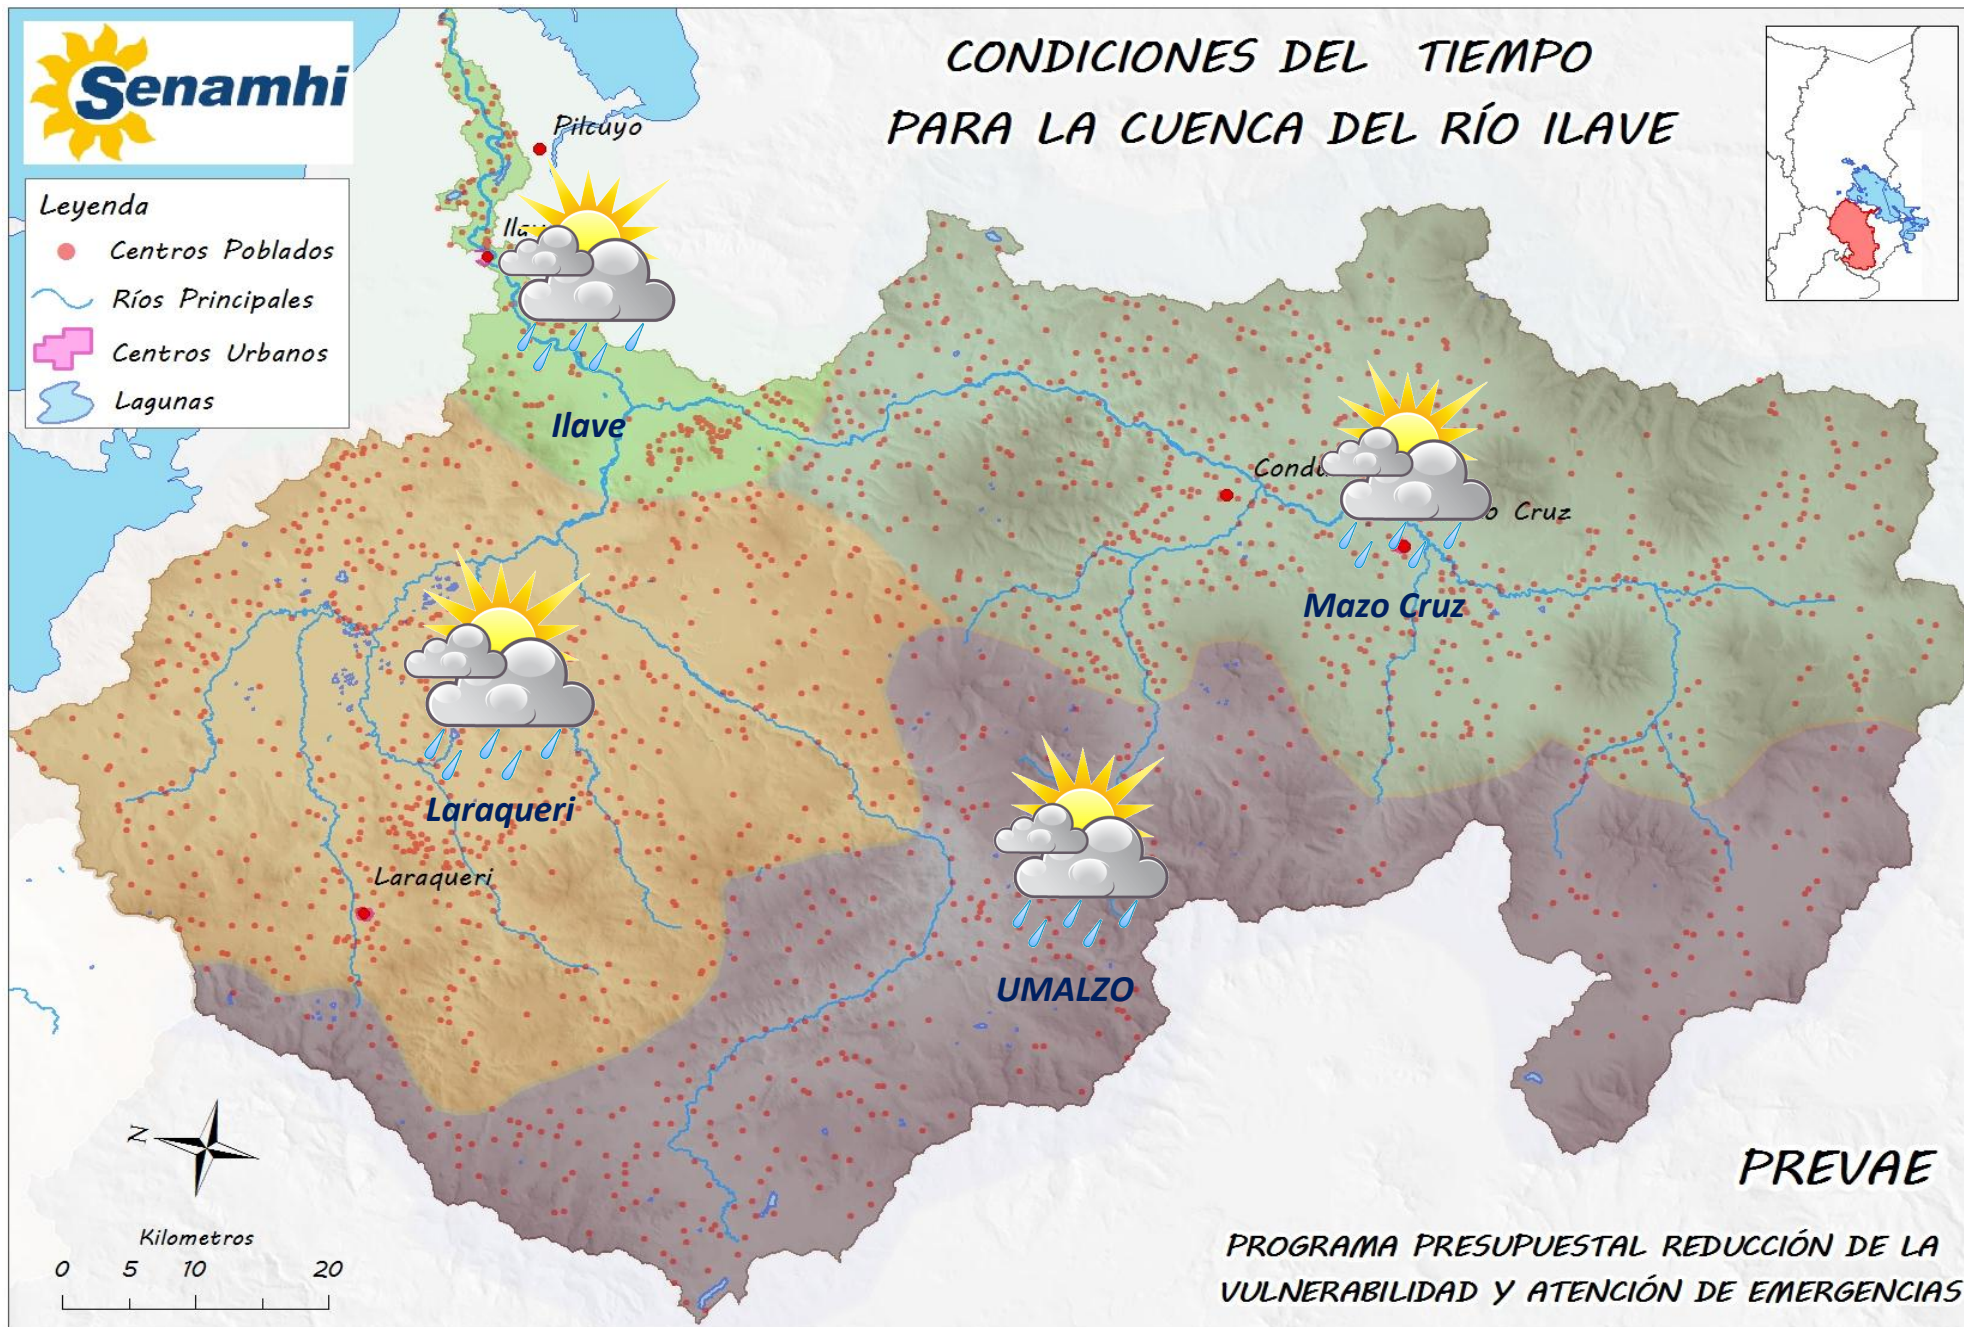 Senamhi
CONDICIONES DEL TIEMPO
PARA LA CUENCA DEL RÍO ILAVE
Leyenda
Centros Poblados
Ríos Principales
Centros Urbanos
Lagunas
Pilcuyo
Ilave
Mazo Cruz
Laraqueri
Laraqueri
UMALZO
Cruz
N
Kilometros
0 5 10 20
PREVAE
PROGRAMA PRESUPUESTAL REDUCCIÓN DE LA
VULNERABILIDAD Y ATENCIÓN DE EMERGENCIAS